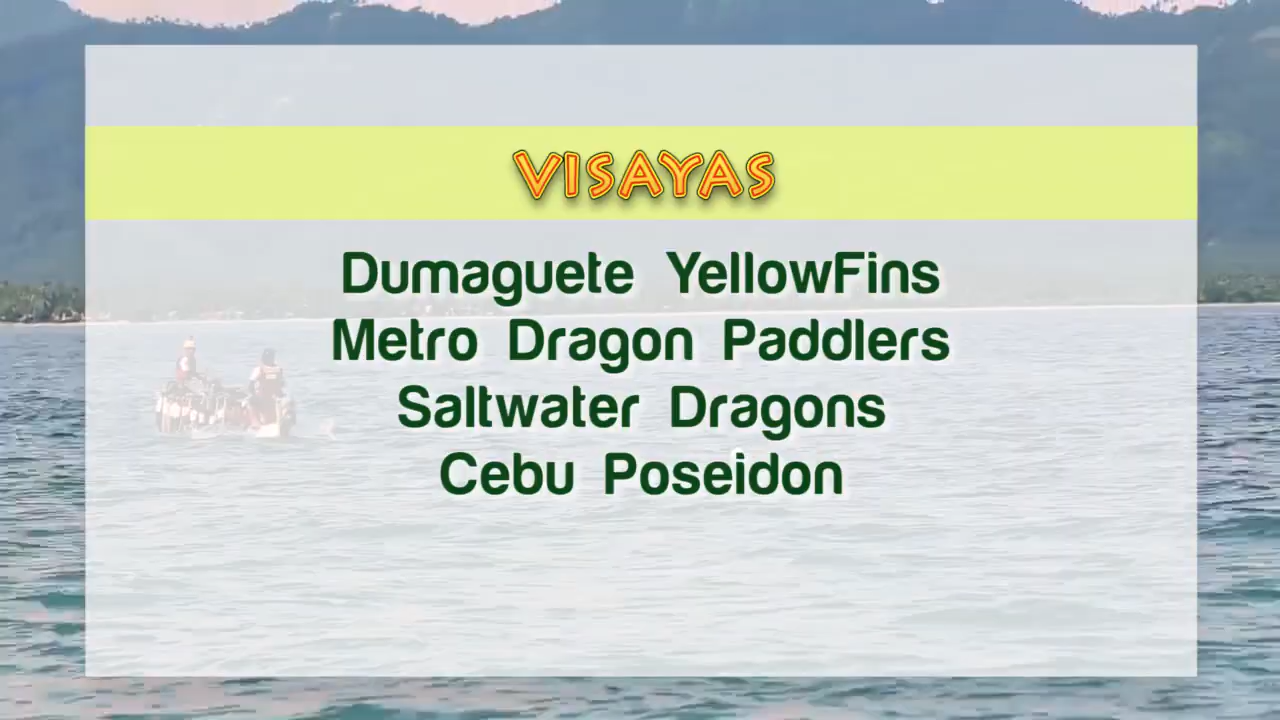 VISAYAS
Dumaguete YellowFins
Metro Dragon Paddlers
Saltwater Dragons
Cebu Poseidon